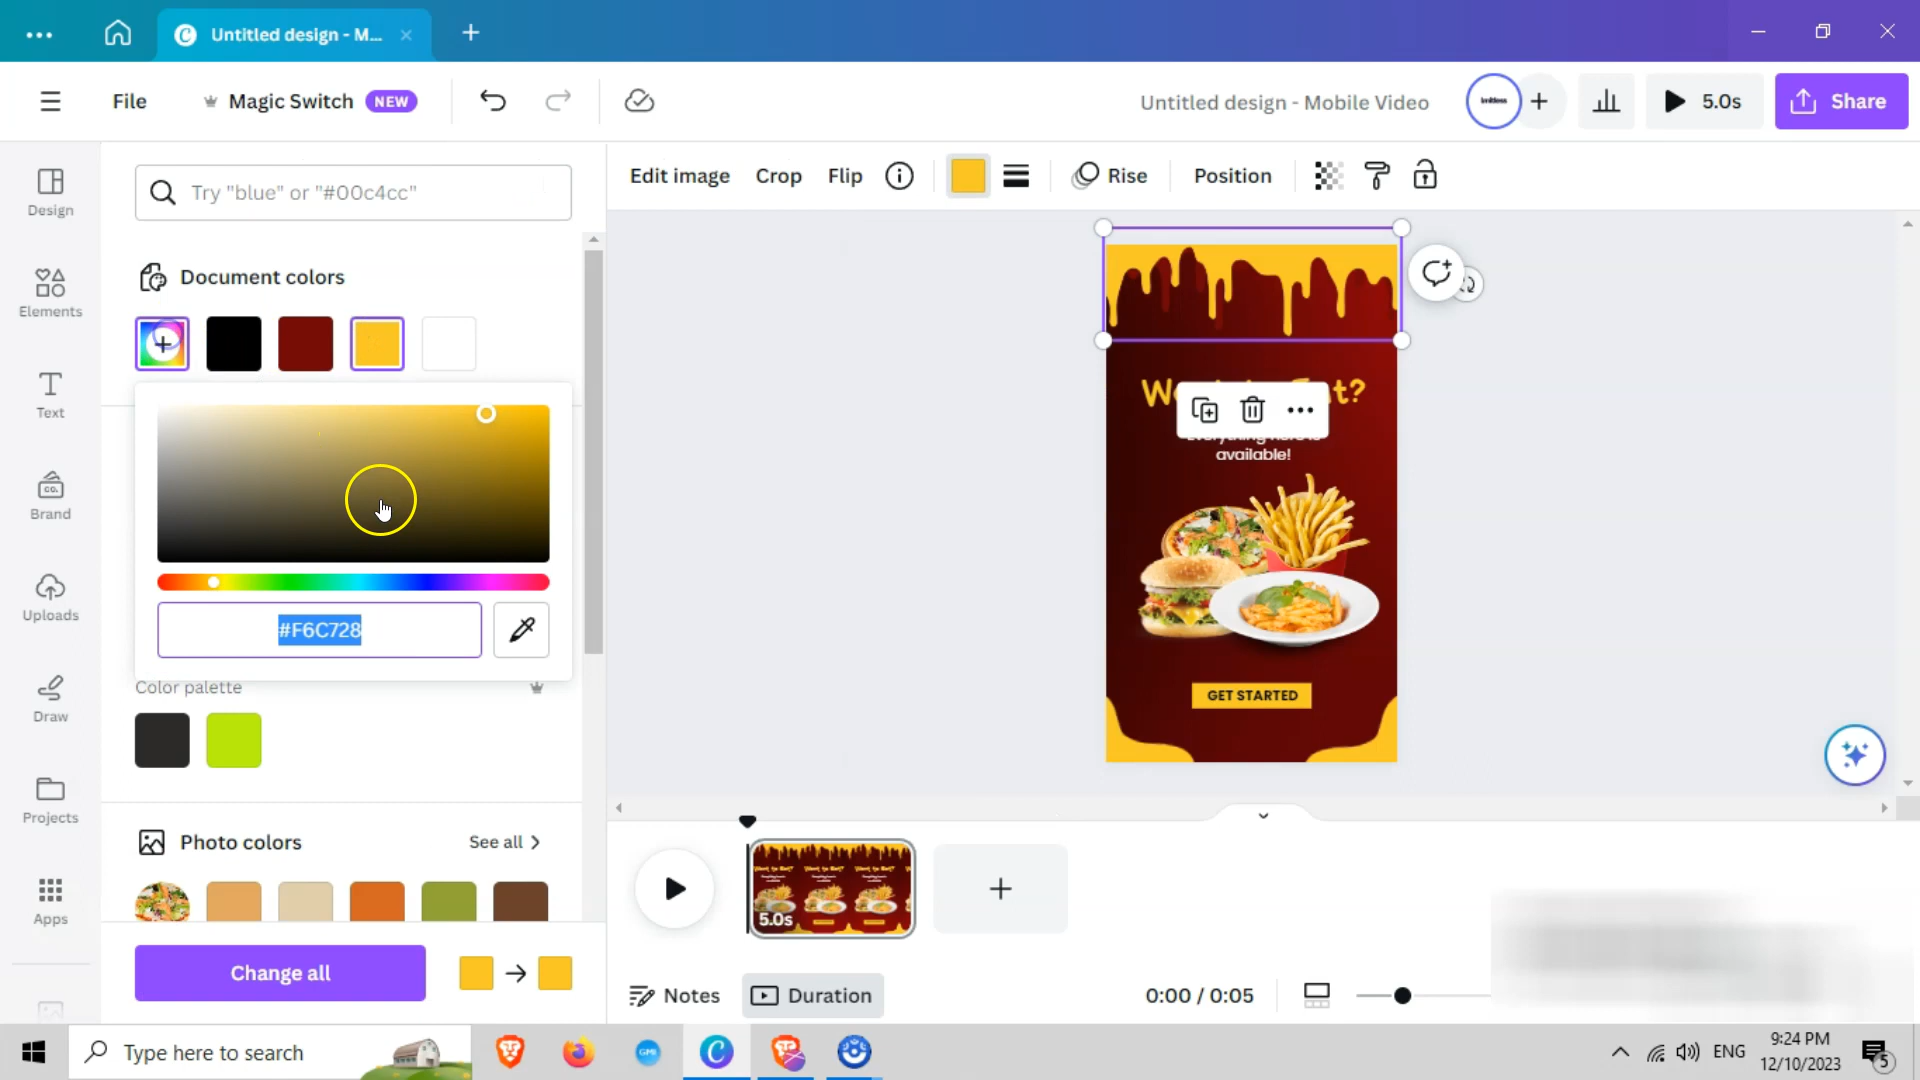 Untitled design - M...
File
Magic Switch NEW
Untitled design - Mobile Video
5.0s
Share
Design
Elements
Text
Brand
CO.
Uploads
Draw
Projects
Apps
Try "blue" or "#00c4cc"
Document colors
#F6C728
Color palette
Photo colors
See all
Change all
Edit image
Crop
Flip
Rise
Position
available!
GET STARTED
5.0s
Notes
Duration
0:00 / 0:05
Type here to search
GMI
ENG
9:24 PM
12/10/2023
5